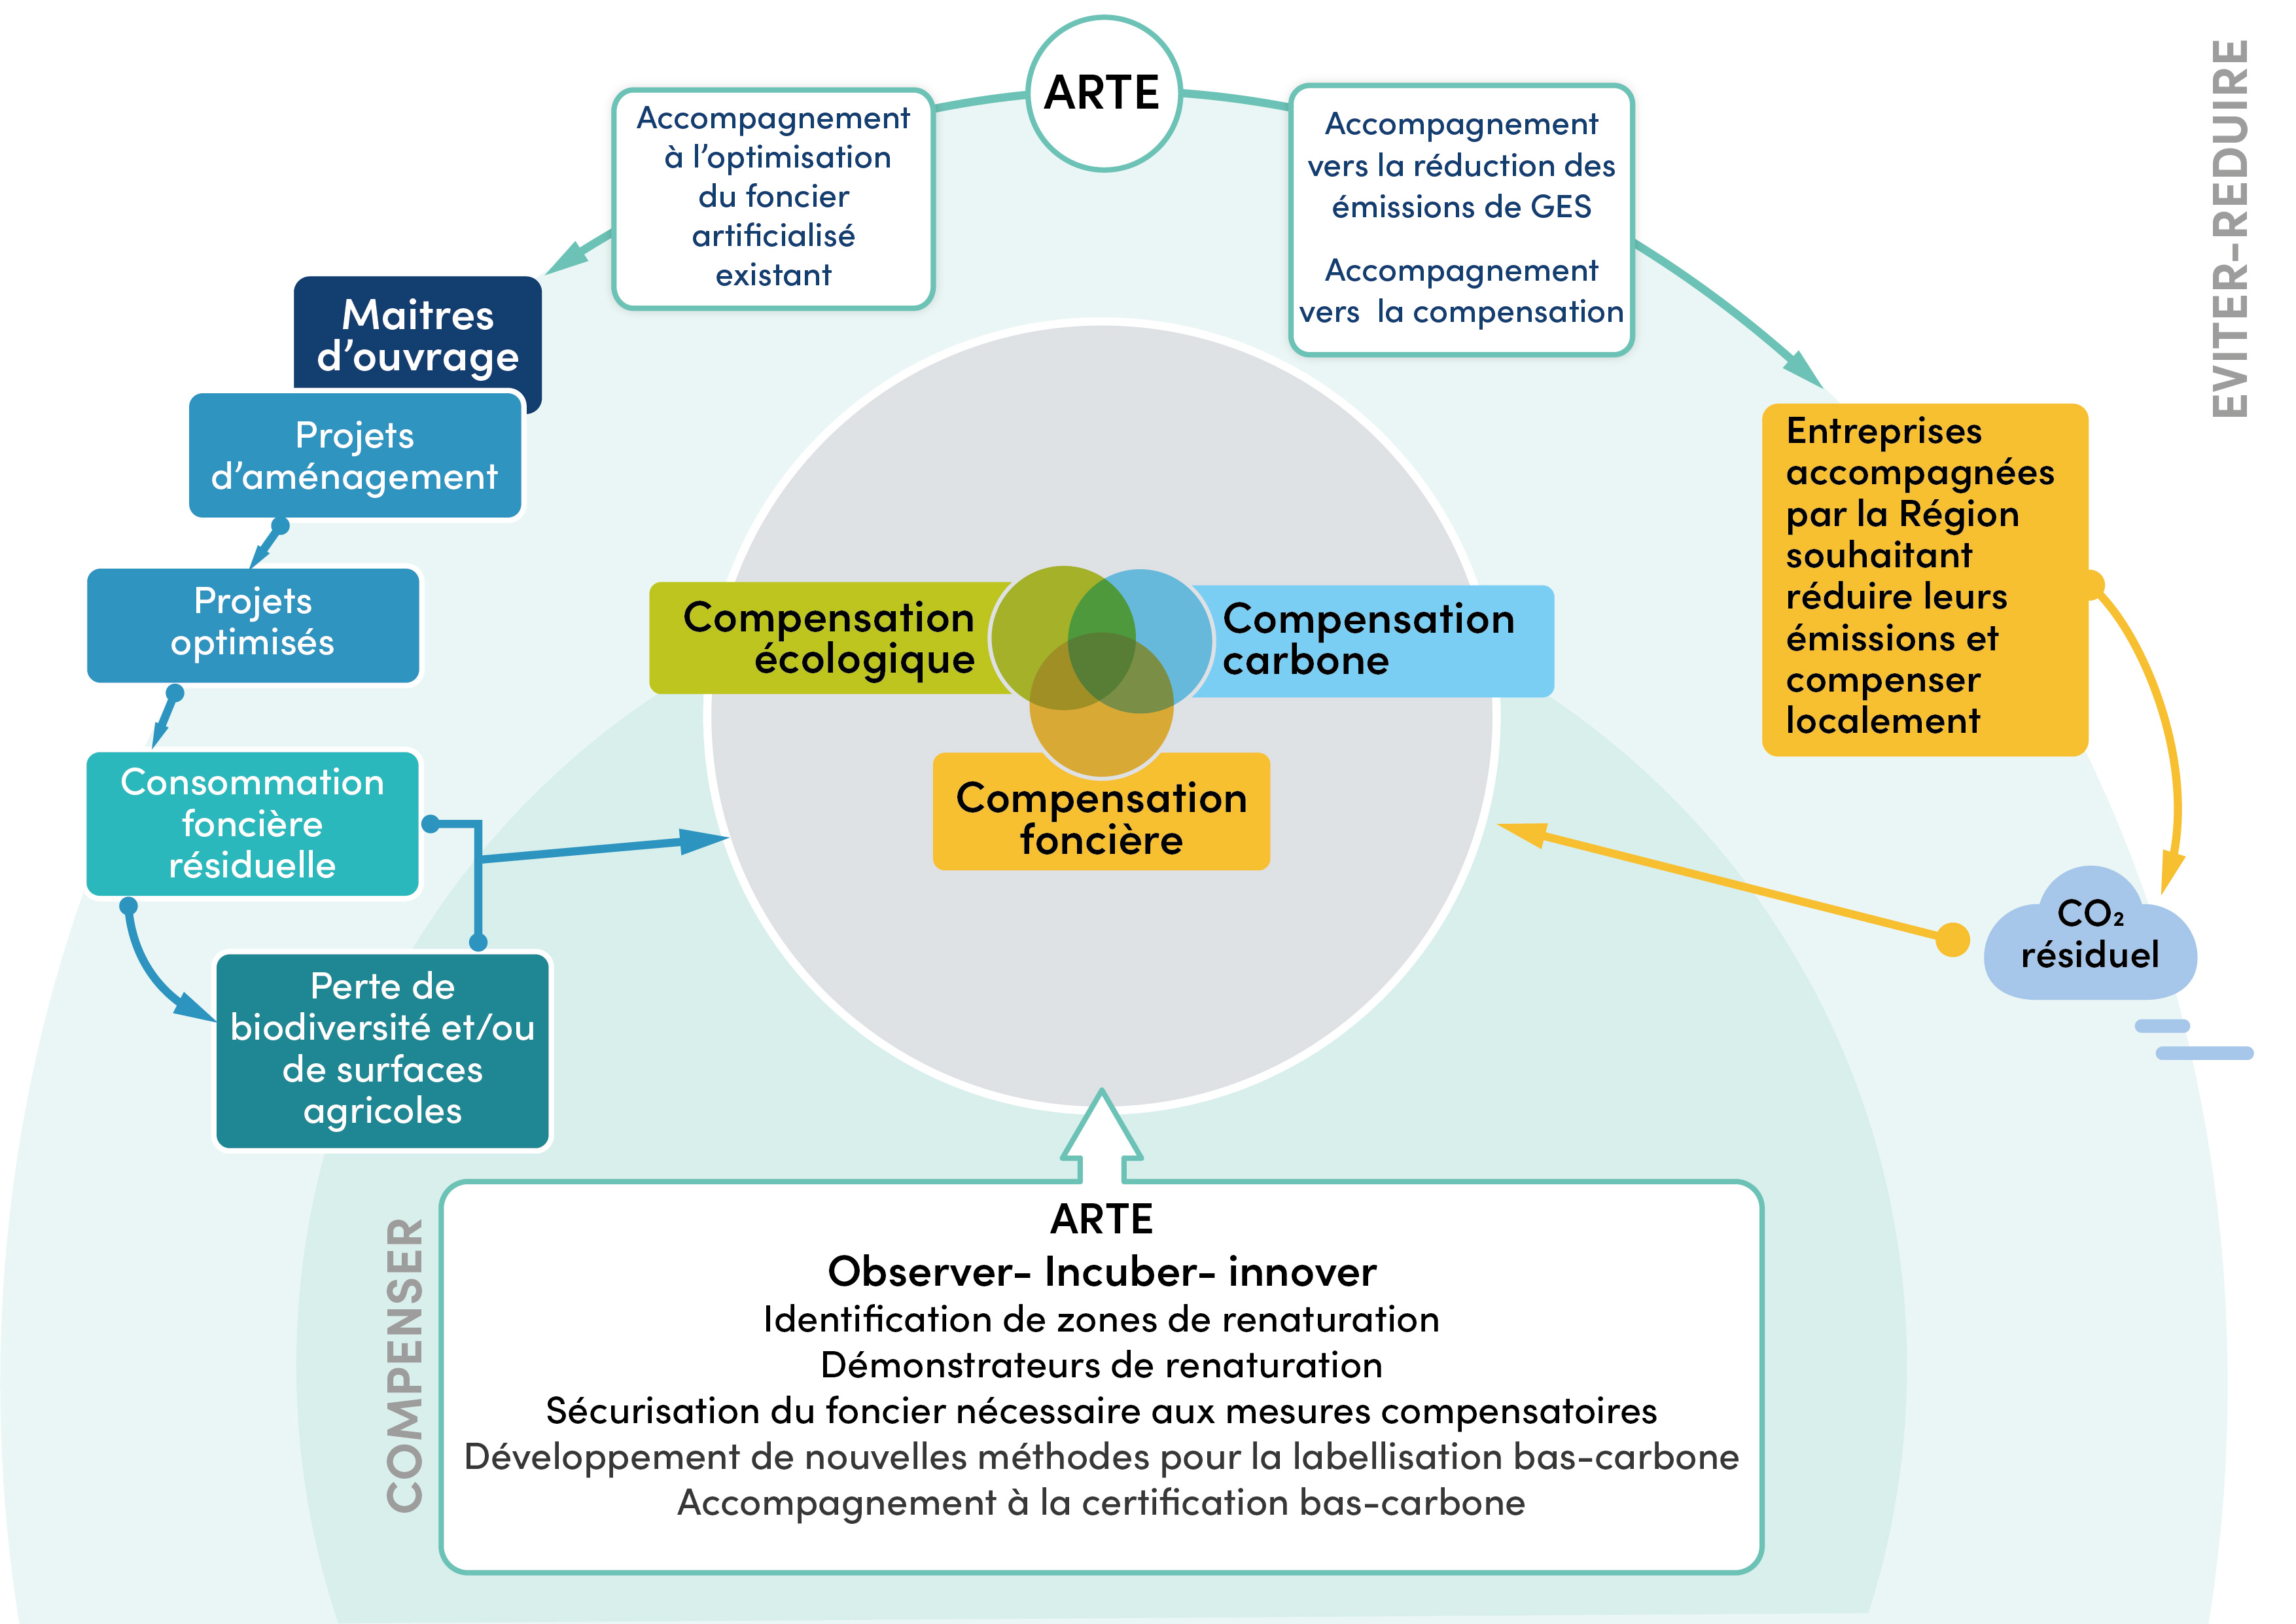 ARTE
EVITER-REDUIRE
Accompagnement
à l’optimisation
du foncier
artificialisé
existant
Accompagnement
vers la réduction des
émissions de GES
Accompagnement
vers la compensation
Maitres
d’ouvrage
Projets
d’aménagement
Projets
optimisés
Consommation
foncière
résiduelle
Perte de
biodiversité et/ou
de surfaces
agricoles
Compensation
écologique
Compensation
carbone
Compensation
foncière
Entreprises
accompagnées
par la Région
souhaitant
réduire leurs
émissions et
compenser
localement
CO₂
résiduel
COMPENSER
ARTE
Observer- Incuber- innover
Identification de zones de renaturation
Démonstrateurs de renaturation
Sécurisation du foncier nécessaire aux mesures compensatoires
Développement de nouvelles méthodes pour la labellisation bas-carbone
Accompagnement à la certification bas-carbone